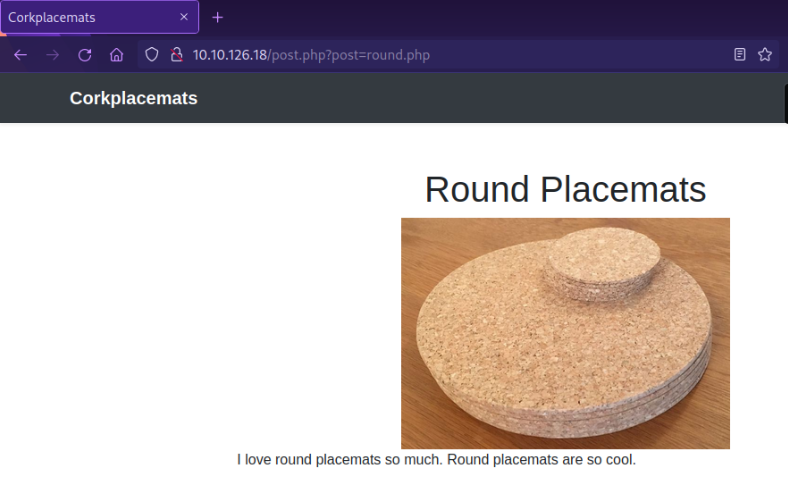 Corkplacemats
10.10.126.18/post.php?post=round.php
Corkplacemats
Round Placemats
I love round placemats so much. Round placemats are so cool.